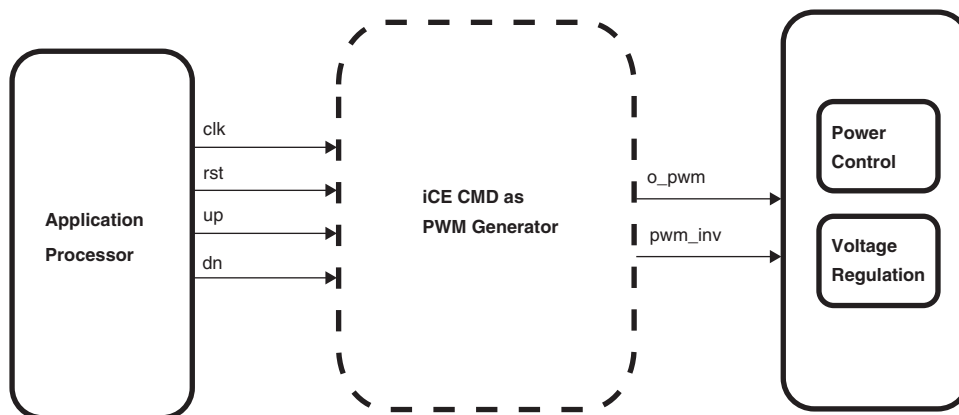 Application
Processor
clk
rst
up
dn
iCE CMD as
PWM Generator
o_pwm
pwm_inv
Power
Control
Voltage
Regulation